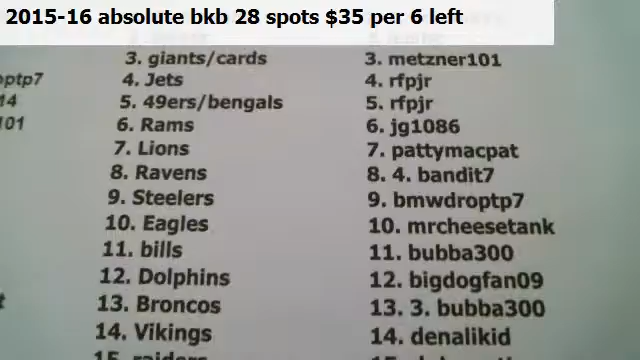 2015-16 absolute bkb 28 spots $35 per 6 left
3. giants/cards
4. Jets
5. 49ers/bengals
6. Rams
7. Lions
8. Ravens
9. Steelers
10. Eagles
11. bills
12. Dolphins
13. Broncos
14. Vikings
15. raiders
3. metzner101
4. rfpjr
5. rfpjr
6. jg1086
7. pattymacpat
8. 4. bandit7
9. bmwdroptp7
10. mrcheesetank
11. bubba300
12. bigdogfan09
13. 3. bubba300
14. denalikid